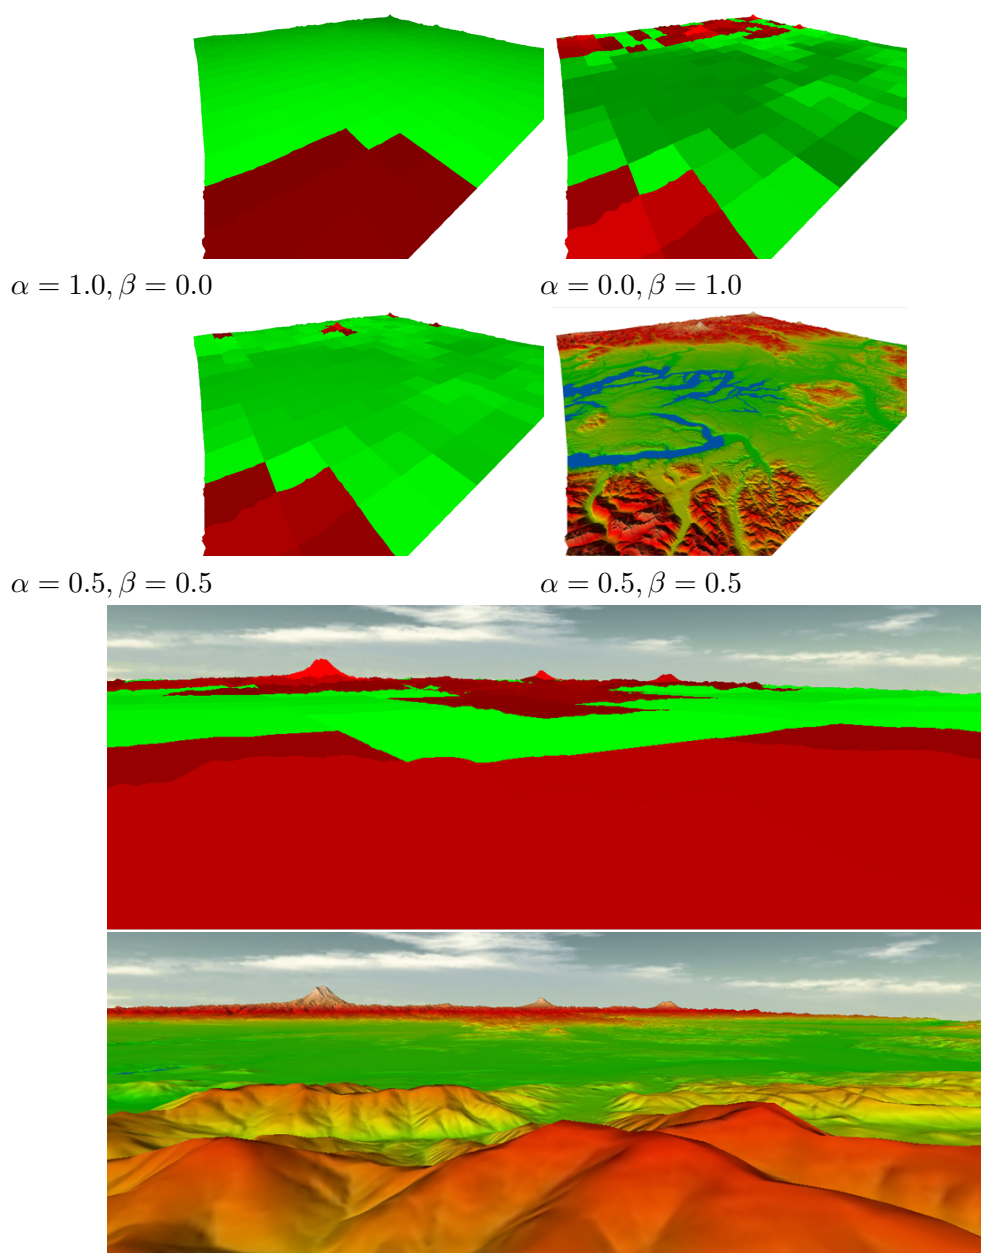 α = 1.0, β = 0.0
α = 0.0, β = 1.0
α = 0.5, β = 0.5
α = 0.5, β = 0.5